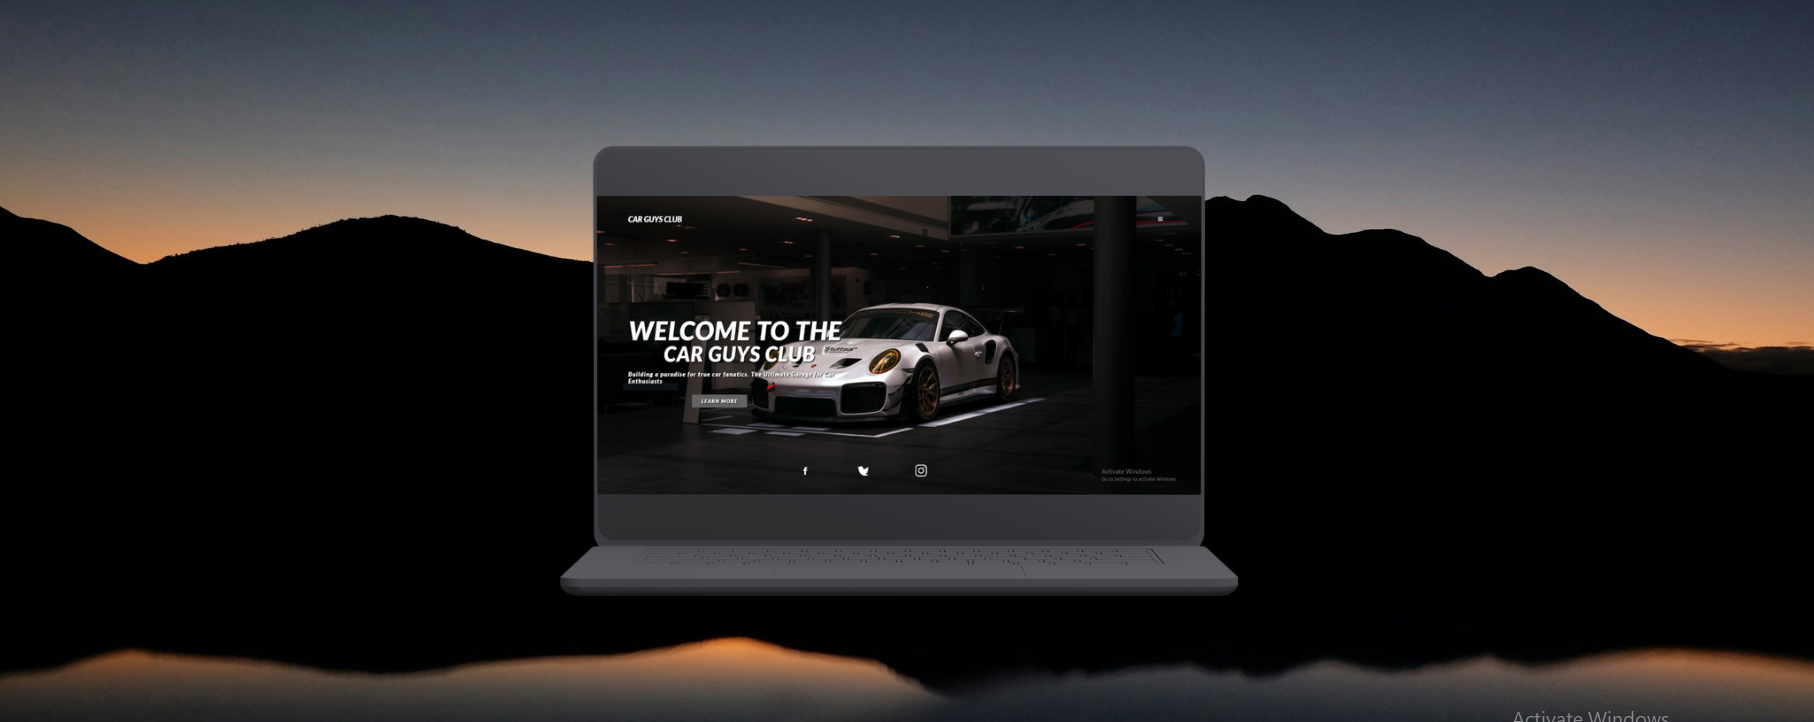 CAR GUYS CLUB
WELCOME TO THE
CAR GUYS CLUB
Building a paradise for true car fanatics. The Ultimate Garage for Car
Enthusiasts
LEARN MORE
Activate Windows
Go to Settings to activate Windows.
Activate Windows